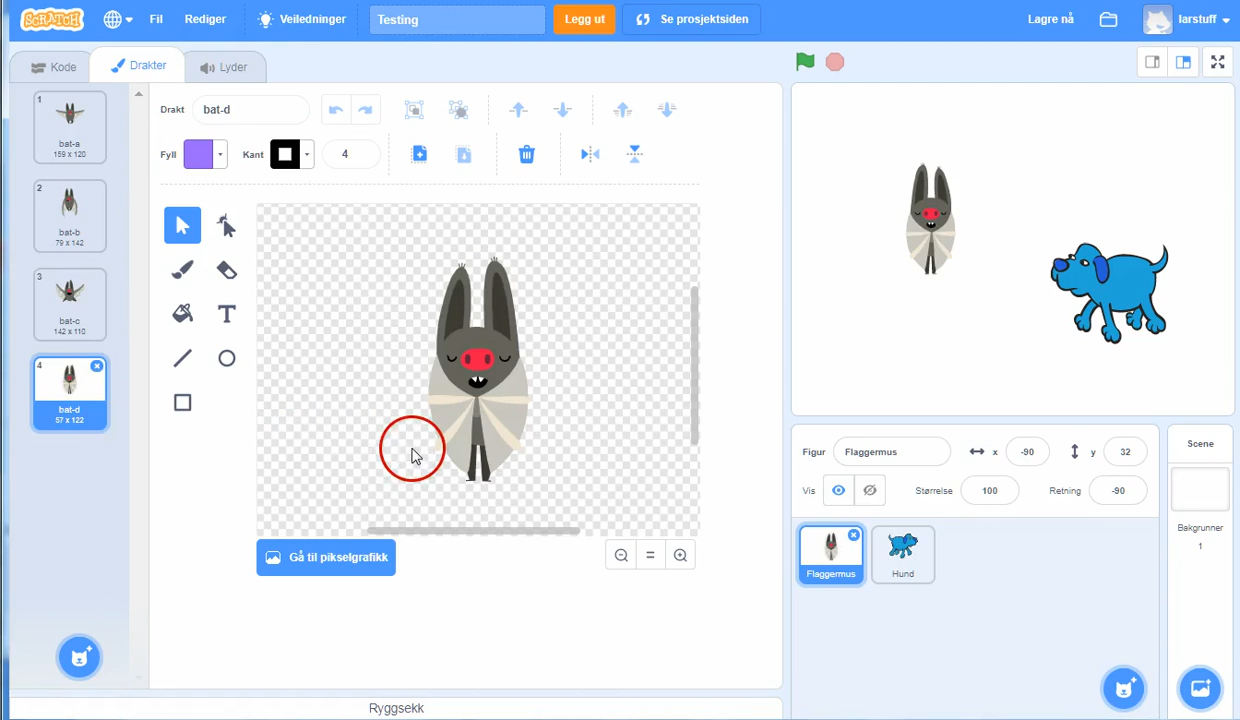 SCRATCH Fil Rediger Veiledninger Testing Legg ut Se prosjektsiden Lagre nå larstuff
Kode Drakter Lyder
Drakt bat-d
Fyll Kant 4
1
bat-a
159 x 120
2
bat-b
79 x 142
3
bat-c
142 x 110
4
bat-d
57 x 122
Gå til pikselgrafikk
Ryggsekk
Figur Flaggermus x -90 y 32
Vis Størrelse 100 Retning -90
Flaggermus Hund
Scene
Bakgrunner
1